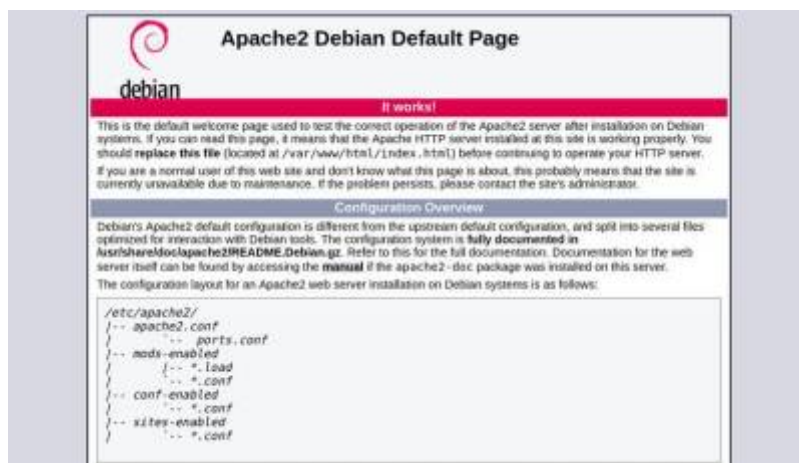 Apache2 Debian Default Page
debian
It works!
This is the default welcome page used to test the correct operation of the Apache2 server after installation on Debian
systems. If you can read this page, it means that the Apache HTTP server installed at this site is working properly. You
should replace this file (located at /var/www/html/index.html) before continuing to operate your HTTP server.
If you are a normal user of this web site and don't know what this page is about, this probably means that the site is
currently unavailable due to maintenance. If the problem persists, please contact the site's administrator.
Configuration Overview
Debian's Apache2 default configuration is different from the upstream default configuration, and split into several files
optimized for interaction with Debian tools. The configuration system is fully documented in
/usr/share/doc/apache2/README.Debian.gz. Refer to this for the full documentation. Documentation for the web
server itself can be found by accessing the manual if the apache2-doc package was installed on this server.
The configuration layout for an Apache2 web server installation on Debian systems is as follows:
/etc/apache2/
|-- apache2.conf
|       `-- ports.conf
|-- mods-enabled
|       |-- *.load
|       `-- *.conf
|-- conf-enabled
|       `-- *.conf
|-- sites-enabled
|       `-- *.conf